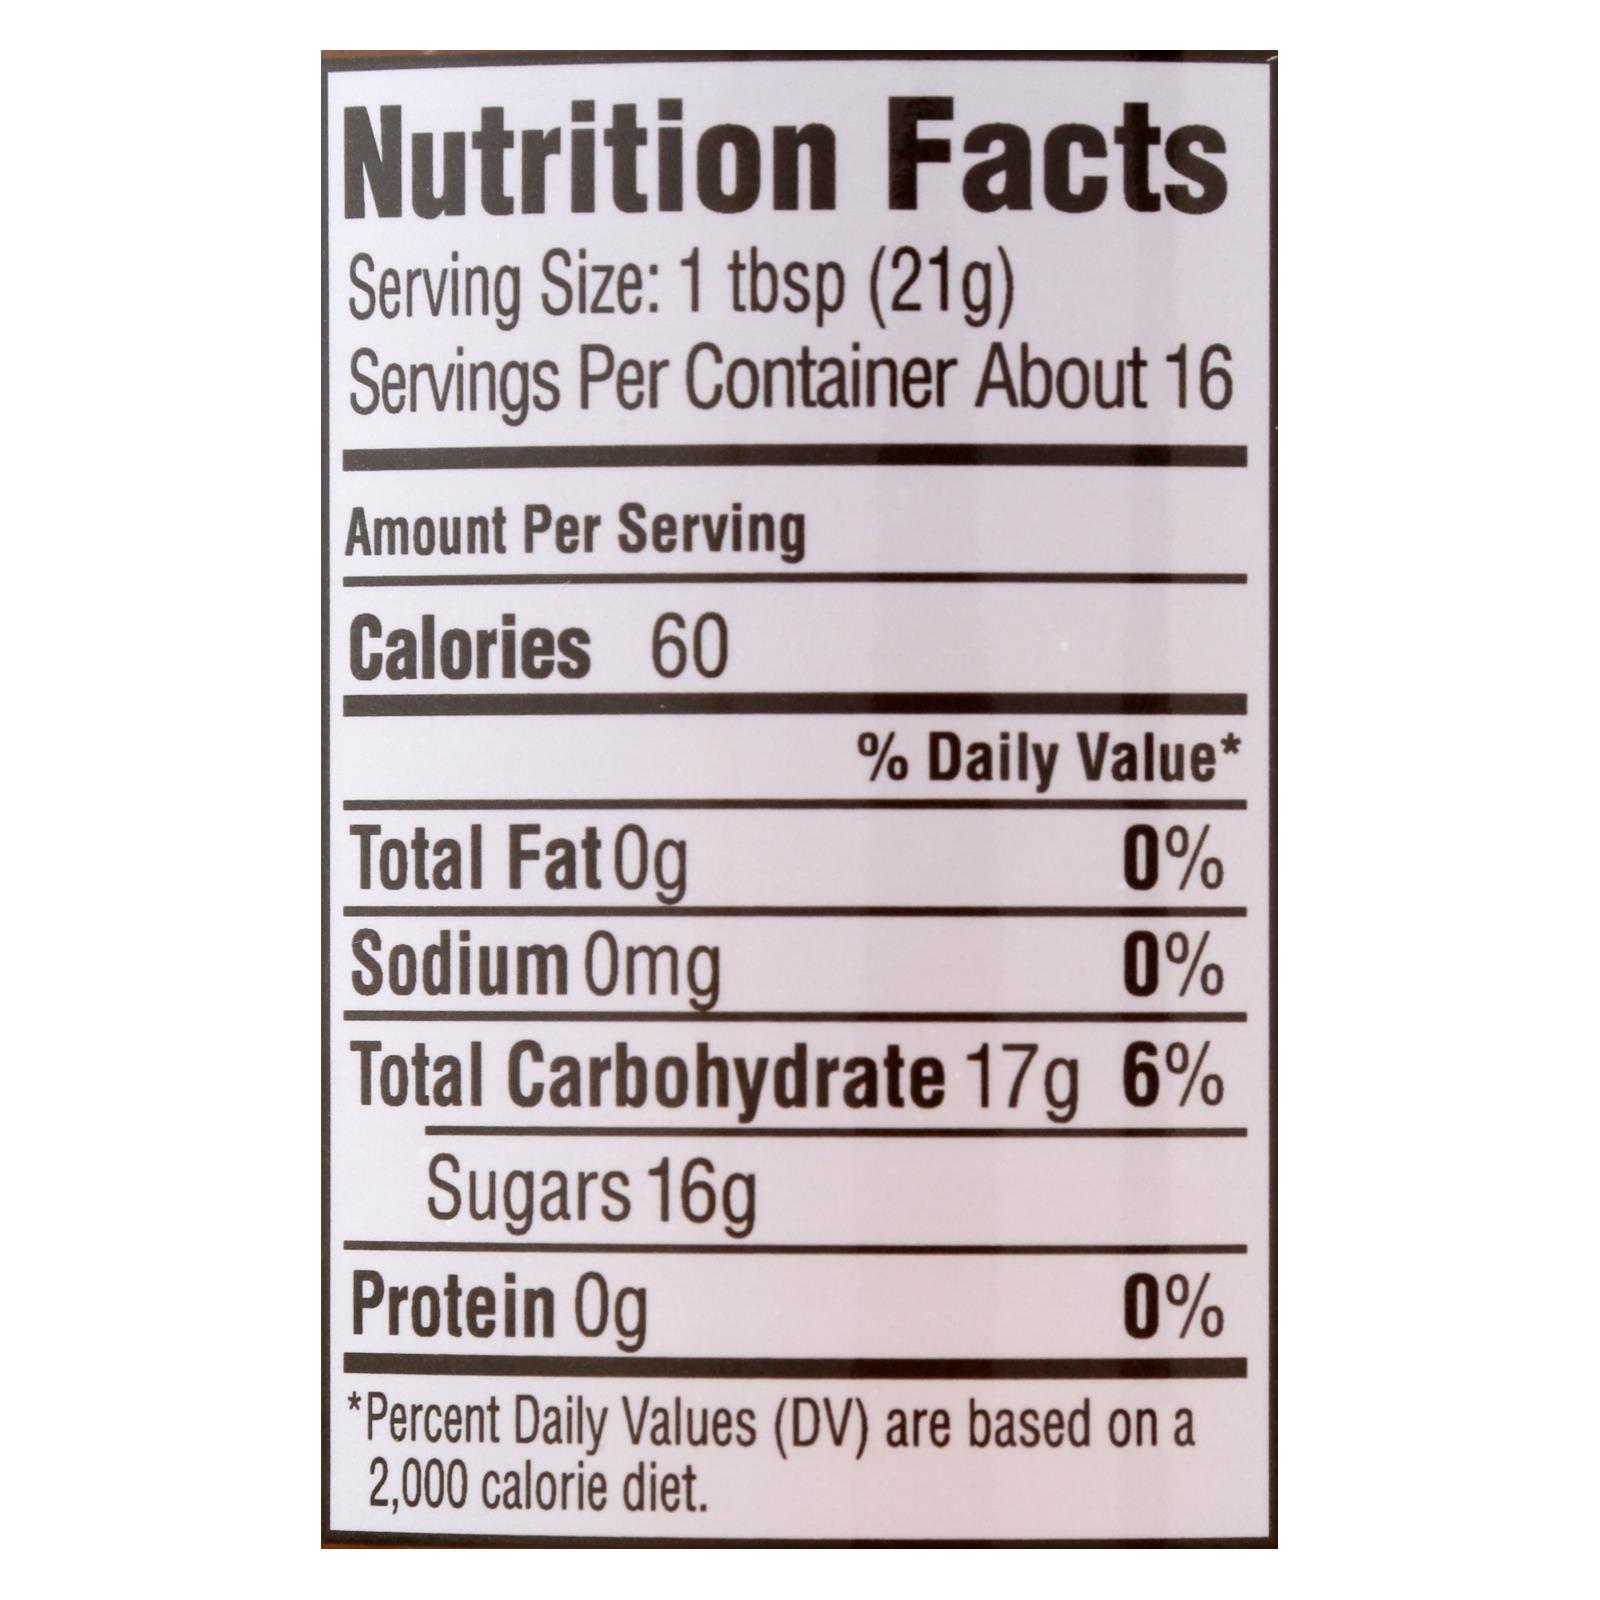 Nutrition Facts
Serving Size: 1 tbsp (21g)
Servings Per Container About 16
Amount Per Serving
Calories 60
% Daily Value*
Total Fat 0g 0%
Sodium 0mg 0%
Total Carbohydrate 17g 6%
Sugars 16g
Protein 0g 0%
*Percent Daily Values (DV) are based on a
2,000 calorie diet.